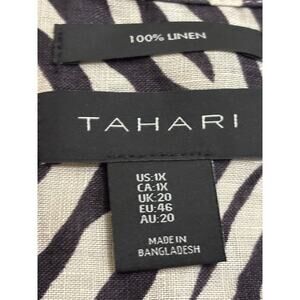 100% LINEN
TAHARI
US:1X
CA:1X
UK:20
EU:46
AU:20
MADE IN
BANGLADESH